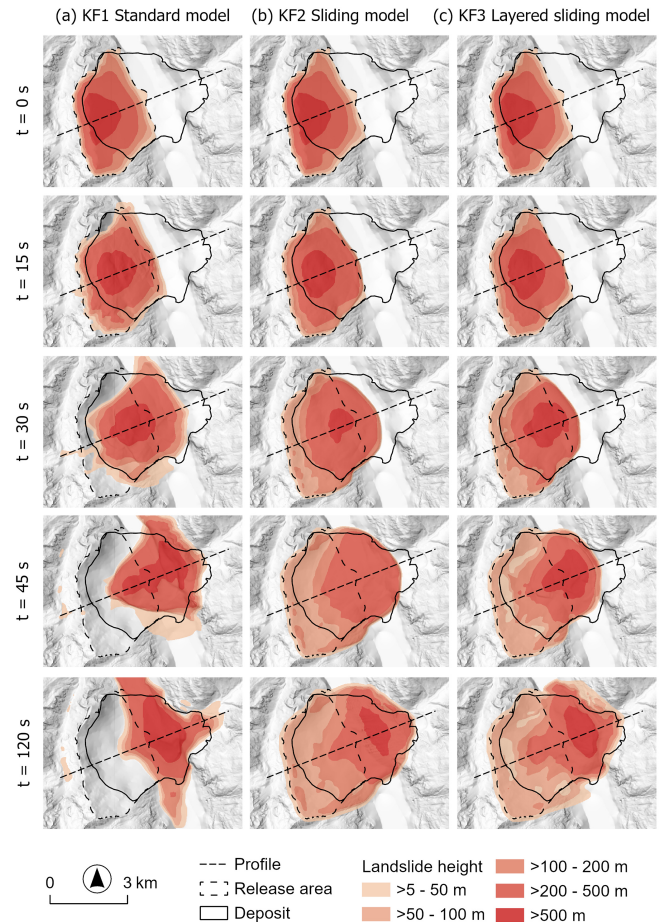 (a) KF1 Standard model (b) KF2 Sliding model (c) KF3 Layered sliding model
t = 0 s
t = 15 s
t = 30 s
t = 45 s
t = 120 s
0 3 km
Profile
Release area
Deposit
Landslide height
>5 - 50 m
>50 - 100 m
>100 - 200 m
>200 - 500 m
>500 m